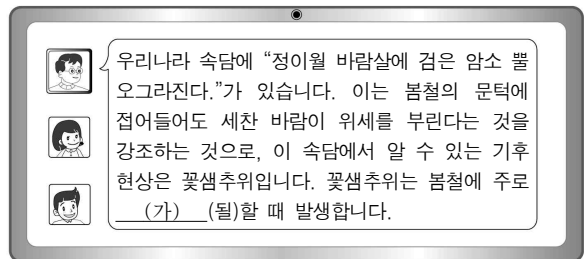 우리나라 속담에 “정이월 바람살에 검은 암소 뿔
오그라진다.”가 있습니다. 이는 봄철의 문턱에
접어들어도 세찬 바람이 위세를 부린다는 것을
강조하는 것으로, 이 속담에서 알 수 있는 기후
현상은 꽃샘추위입니다. 꽃샘추위는 봄철에 주로
(가) (될)할 때 발생합니다.